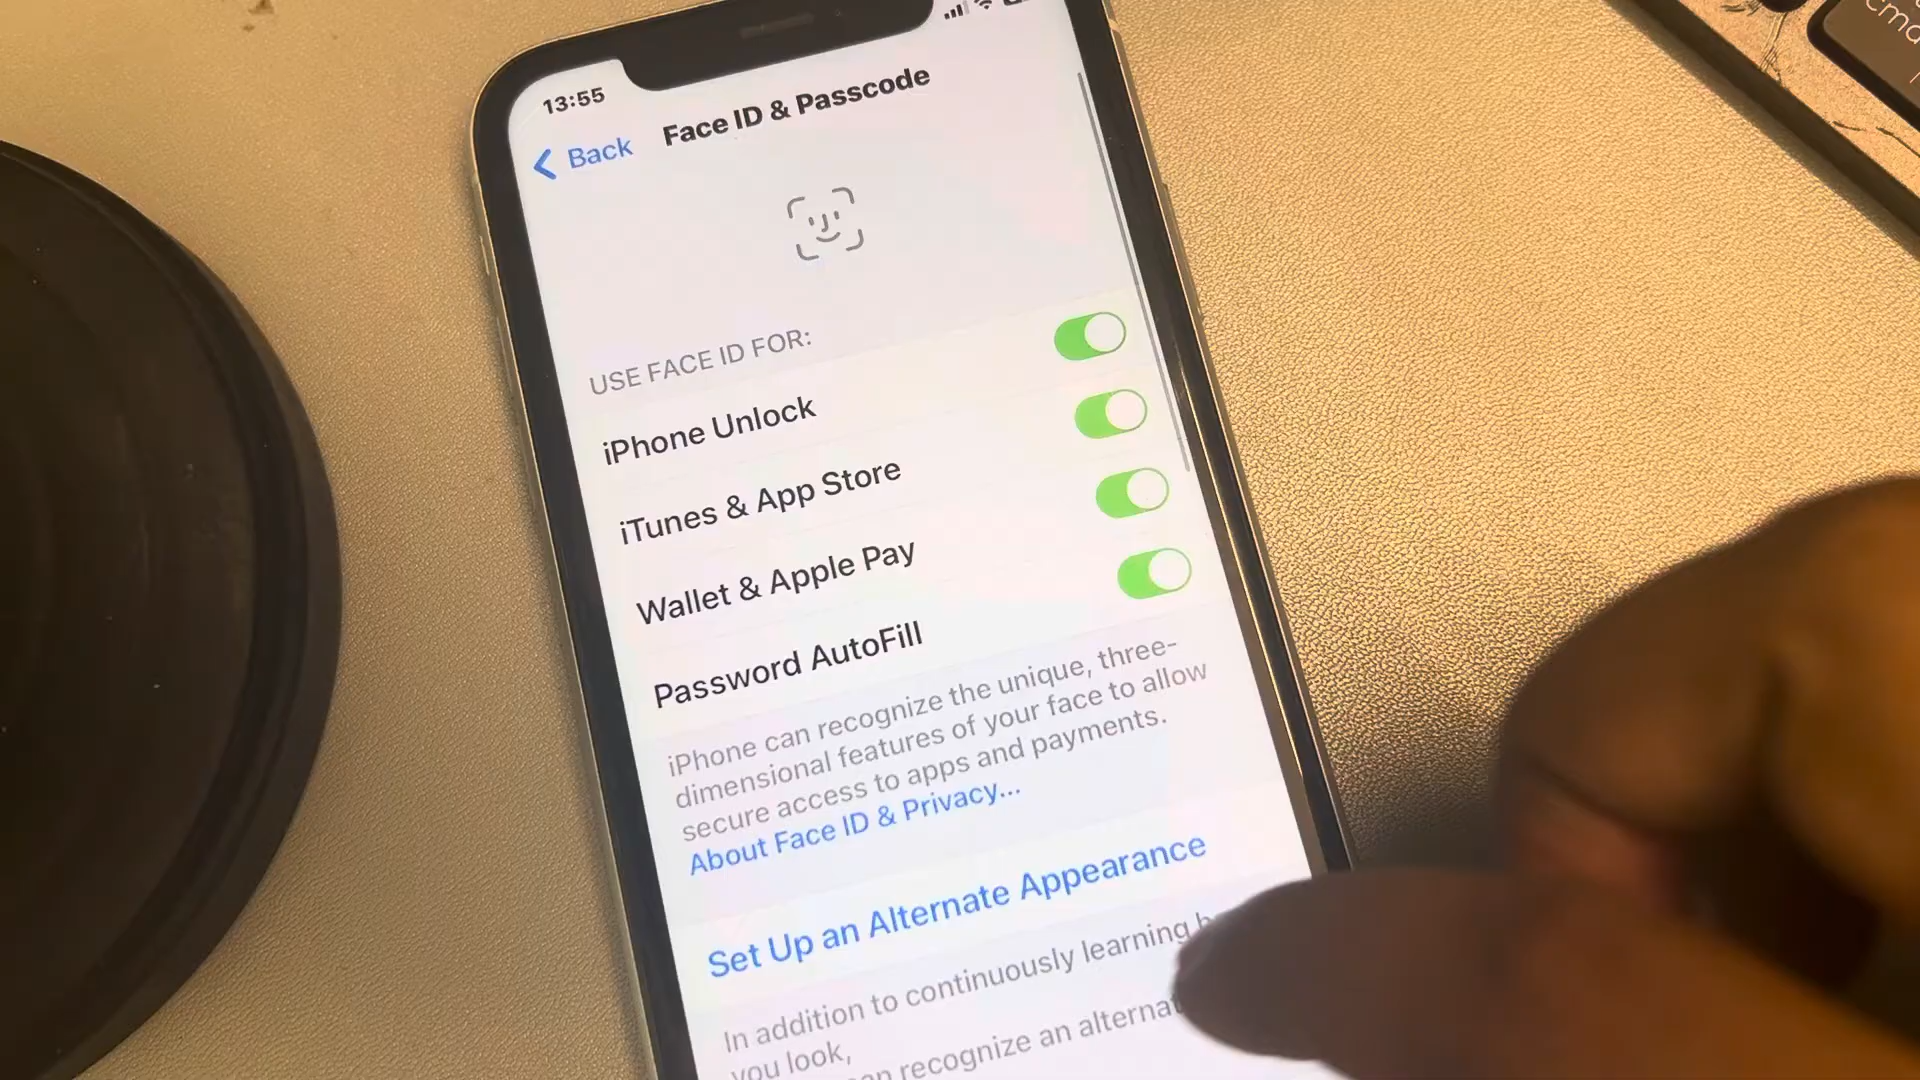 13:55
Back
Face ID & Passcode
USE FACE ID FOR:
iPhone Unlock
iTunes & App Store
Wallet & Apple Pay
Password AutoFill
iPhone can recognize the unique, three-
dimensional features of your face to allow
secure access to apps and payments.
About Face ID & Privacy...
Set Up an Alternate Appearance
In addition to continuously learning
you look,
recognize an
cmd